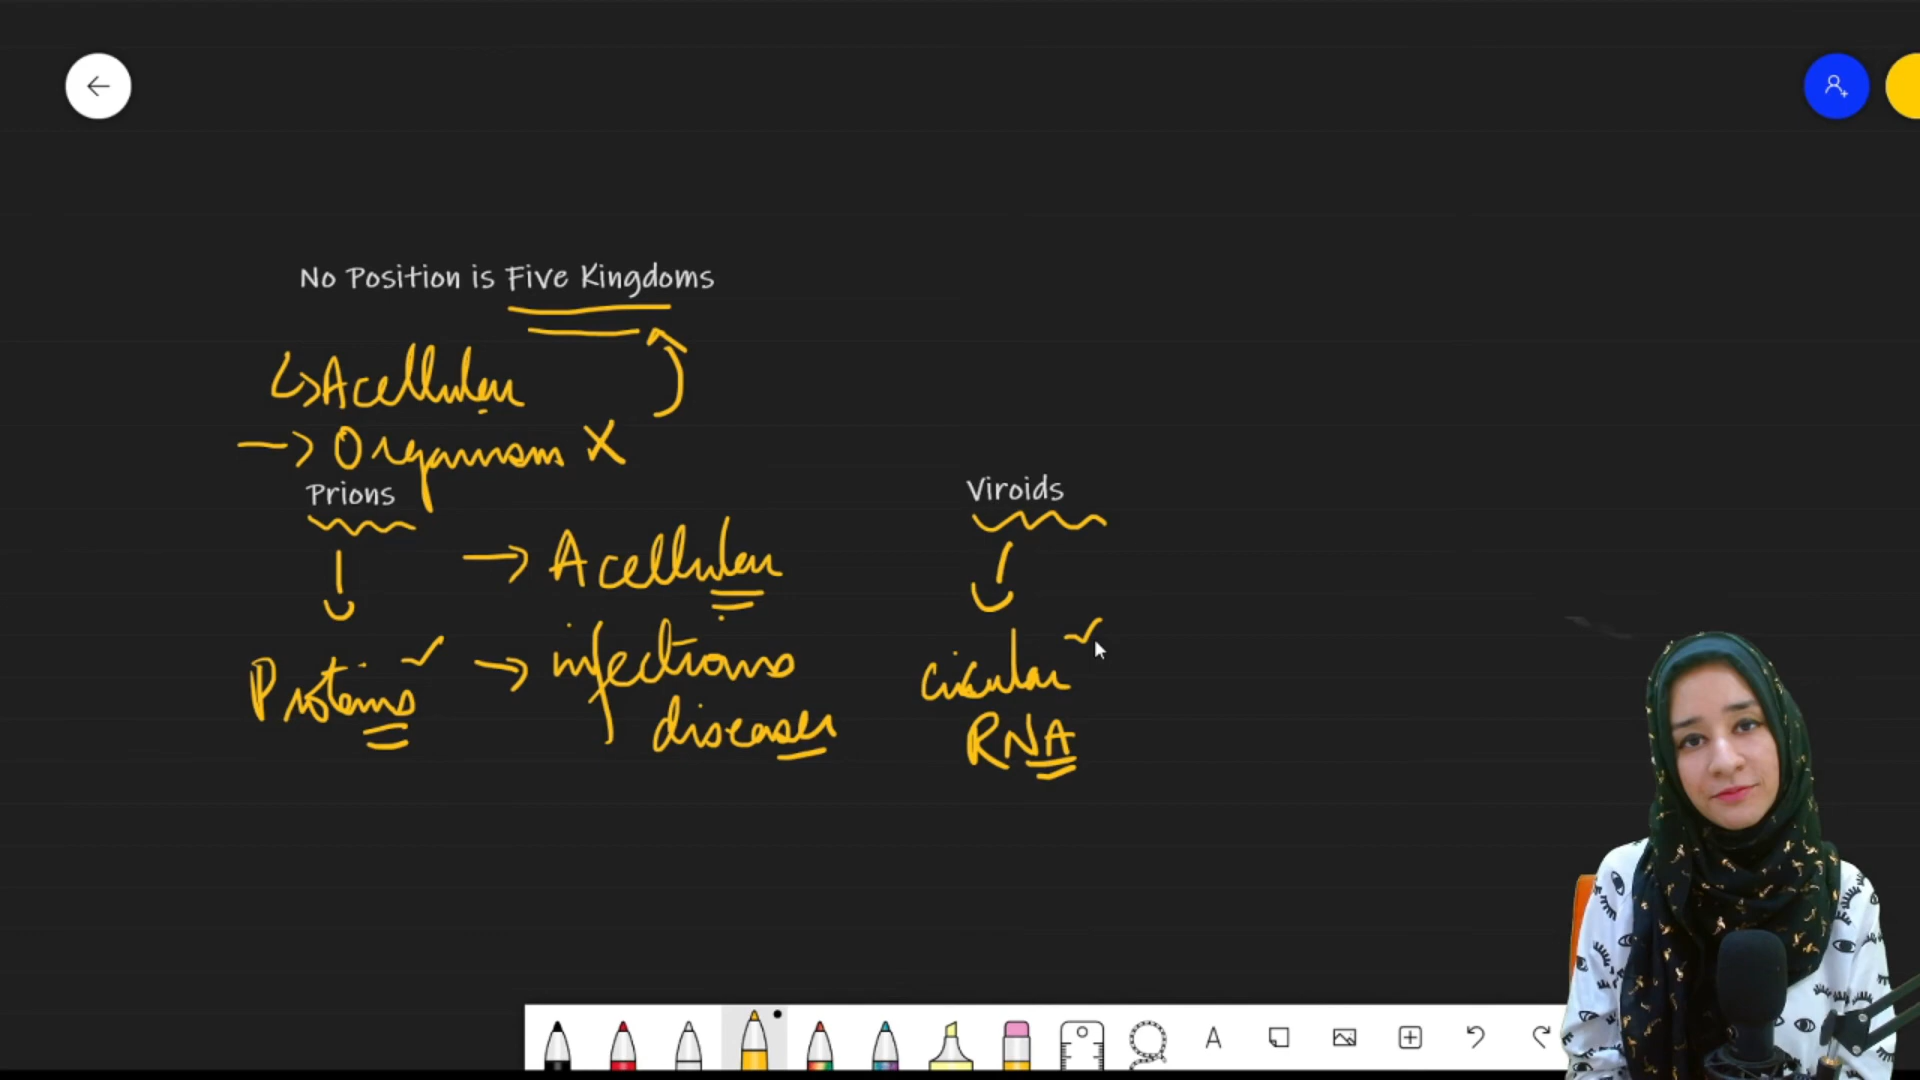 No Position is Five Kingdoms
↳ Acellular
→ Organism X
Prions
Viroids
→ Acellular
Proteins ✓
→ infectious
diseases
circular ✓
RNA
A